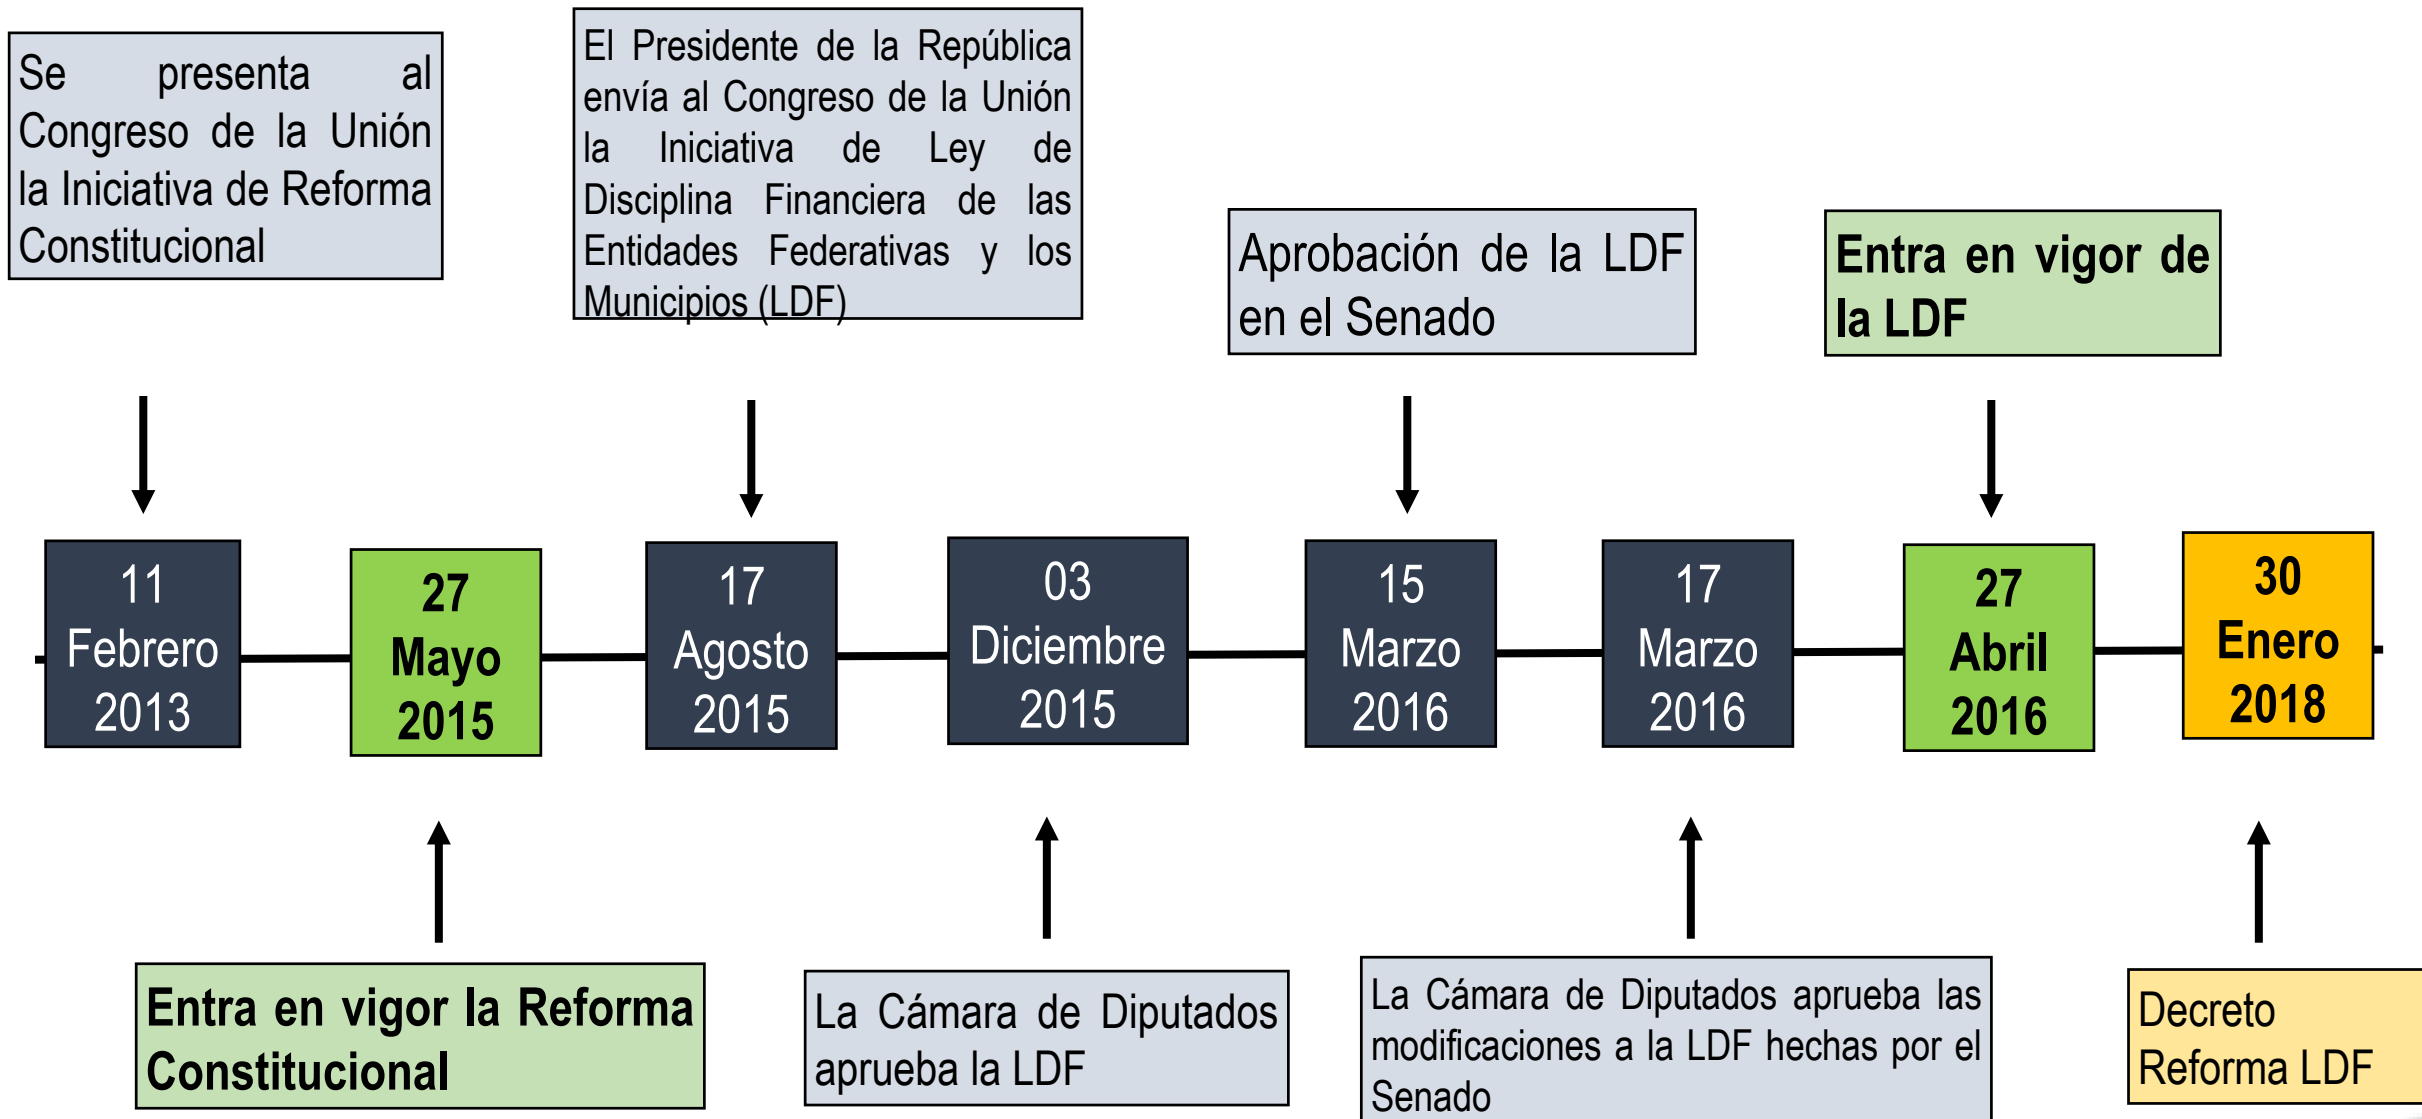 Se presenta al
Congreso de la Unión
la Iniciativa de Reforma
Constitucional
El Presidente de la República
envía al Congreso de la Unión
la Iniciativa de Ley de
Disciplina Financiera de las
Entidades Federativas y los
Municipios (LDF)
Aprobación de la LDF
en el Senado
Entra en vigor de
la LDF
11
Febrero
2013
27
Mayo
2015
17
Agosto
2015
03
Diciembre
2015
15
Marzo
2016
17
Marzo
2016
27
Abril
2016
30
Enero
2018
Entra en vigor la Reforma
Constitucional
La Cámara de Diputados
aprueba la LDF
La Cámara de Diputados aprueba las
modificaciones a la LDF hechas por el
Senado
Decreto
Reforma LDF